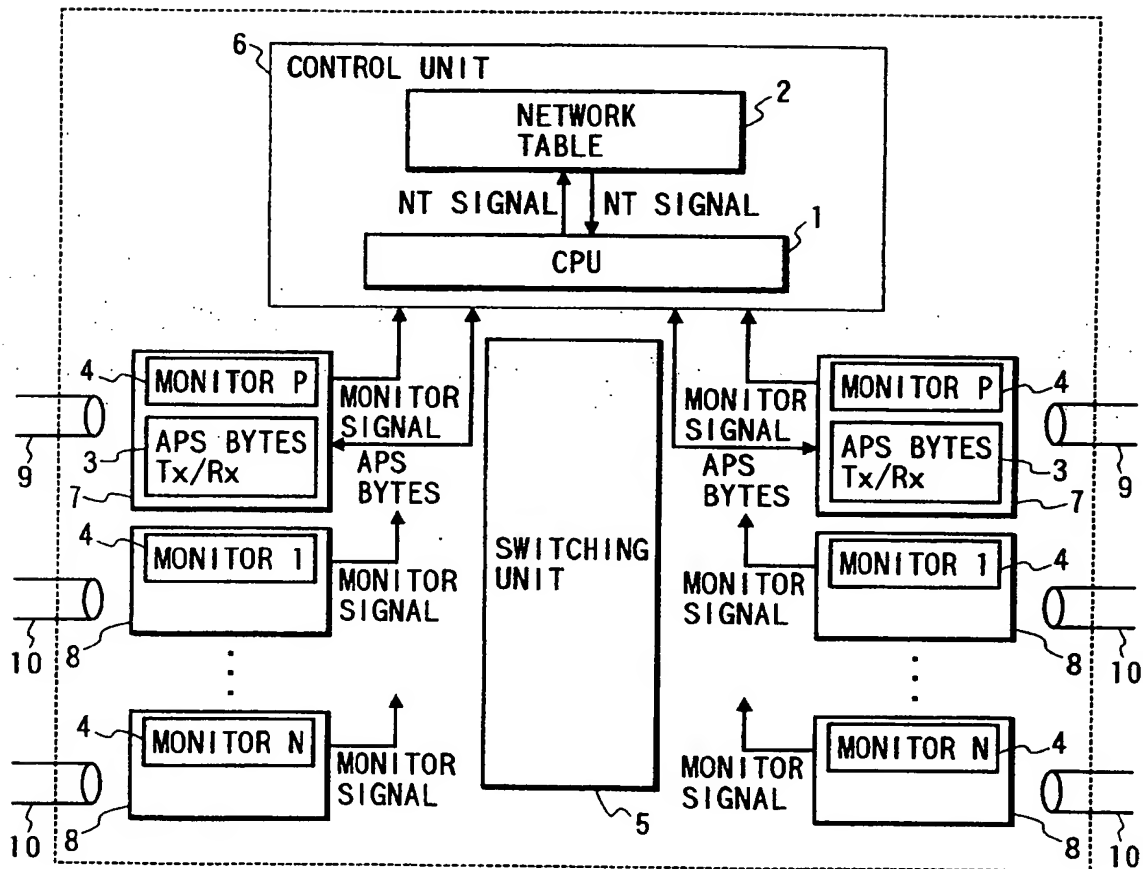 6
CONTROL UNIT
2
NETWORK
TABLE
NT SIGNAL
NT SIGNAL
1
CPU
4
MONITOR P
MONITOR
SIGNAL
3
APS BYTES
Tx/Rx
9
7
APS
BYTES
4
MONITOR 1
MONITOR
SIGNAL
10
8
4
MONITOR N
MONITOR
SIGNAL
10
8
SWITCHING
UNIT
5
MONITOR P
4
MONITOR
SIGNAL
APS BYTES
Tx/Rx
3
9
7
APS
BYTES
MONITOR 1
4
MONITOR
SIGNAL
10
8
MONITOR N
4
MONITOR
SIGNAL
10
8